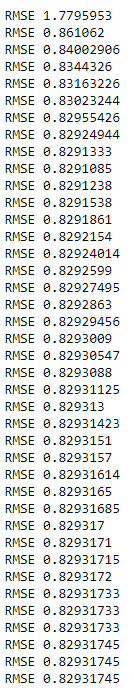 RMSE 1.7795953
RMSE 0.861062
RMSE 0.84002906
RMSE 0.8344326
RMSE 0.83163226
RMSE 0.83023244
RMSE 0.82955426
RMSE 0.82924944
RMSE 0.8291333
RMSE 0.8291085
RMSE 0.8291238
RMSE 0.8291538
RMSE 0.8291861
RMSE 0.8292154
RMSE 0.82924014
RMSE 0.8292599
RMSE 0.82927495
RMSE 0.8292863
RMSE 0.82929456
RMSE 0.8293009
RMSE 0.82930547
RMSE 0.8293088
RMSE 0.82931125
RMSE 0.829313
RMSE 0.82931423
RMSE 0.8293151
RMSE 0.8293157
RMSE 0.82931614
RMSE 0.8293165
RMSE 0.82931685
RMSE 0.829317
RMSE 0.8293171
RMSE 0.82931715
RMSE 0.8293172
RMSE 0.82931733
RMSE 0.82931733
RMSE 0.82931733
RMSE 0.82931745
RMSE 0.82931745
RMSE 0.82931745